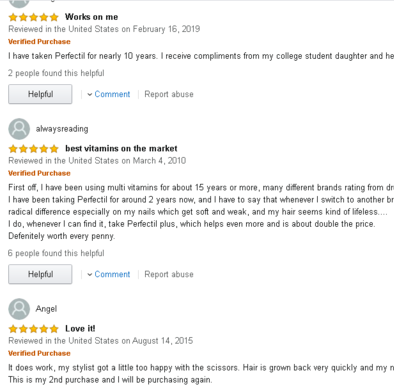 Works on me
Reviewed in the United States on February 16, 2019
Verified Purchase
I have taken Perfectil for nearly 10 years. I receive compliments from my college student daughter and he
2 people found this helpful
Helpful Comment Report abuse
alwaysreading
best vitamins on the market
Reviewed in the United States on March 4, 2010
Verified Purchase
First off, I have been using multi vitamins for about 15 years or more, many different brands rating from dr
I have been taking Perfectil for around 2 years now, and I have to say that whenever I switch to another br
radical difference especially on my nails which get soft and weak, and my hair seems kind of lifeless....
I do, whenever I can find it, take Perfectil plus, which helps even more and is about double the price.
Defenitely worth every penny.
6 people found this helpful
Helpful Comment Report abuse
Angel
Love it!
Reviewed in the United States on August 14, 2015
Verified Purchase
It does work, my stylist got a little too happy with the scissors. Hair is grown back very quickly and my n
This is my 2nd purchase and I will be purchasing again.